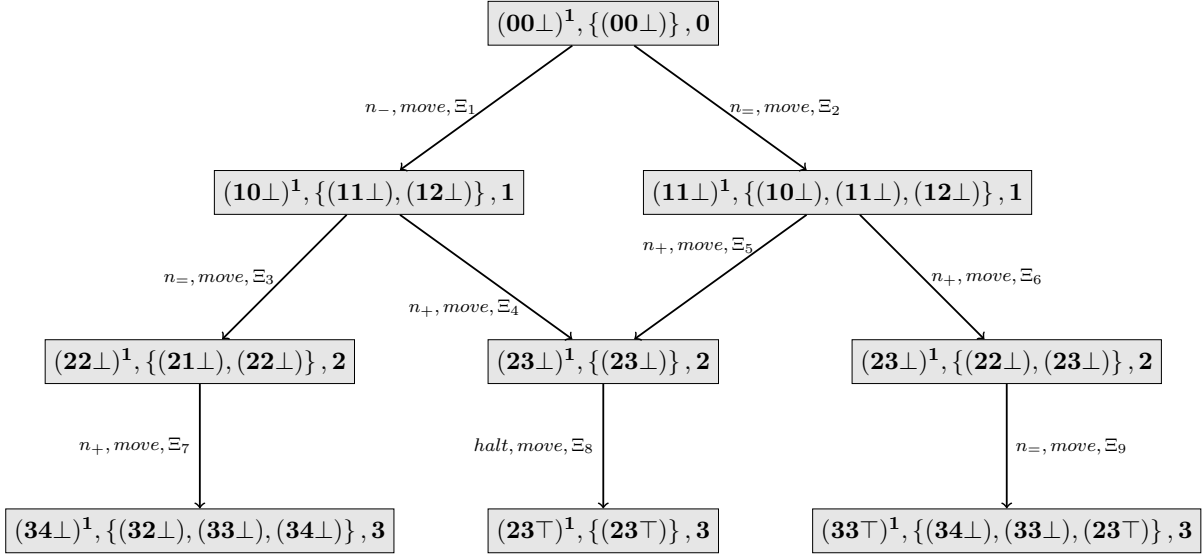 (00⊥)¹, {(00⊥)}, 0
n₋, move, Ξ₁
n₌, move, Ξ₂
(10⊥)¹, {(11⊥), (12⊥)}, 1
(11⊥)¹, {(10⊥), (11⊥), (12⊥)}, 1
n₌, move, Ξ₃
n₊, move, Ξ₄
n₊, move, Ξ₅
n₊, move, Ξ₆
(22⊥)¹, {(21⊥), (22⊥)}, 2
(23⊥)¹, {(23⊥)}, 2
(23⊥)¹, {(22⊥), (23⊥)}, 2
n₊, move, Ξ₇
halt, move, Ξ₈
n₌, move, Ξ₉
(34⊥)¹, {(32⊥), (33⊥), (34⊥)}, 3
(23⊤)¹, {(23⊤)}, 3
(33⊤)¹, {(34⊥), (33⊥), (23⊤)}, 3